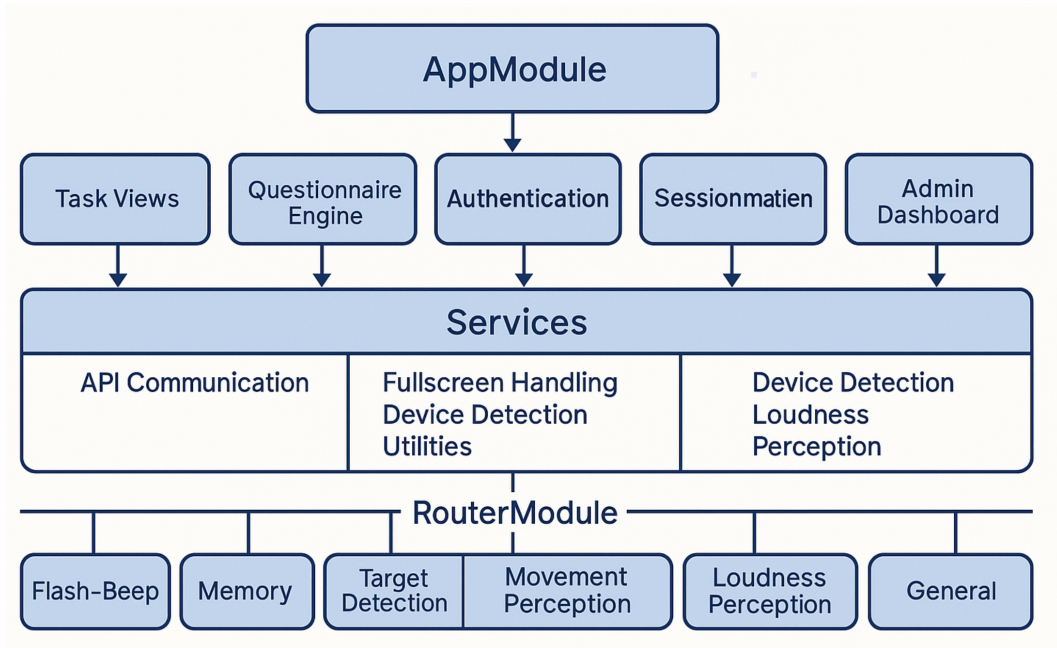 AppModule
Task Views
Questionnaire
Engine
Authentication
Sessionmatien
Admin
Dashboard
Services
API Communication
Fullscreen Handling
Device Detection
Utilities
Device Detection
Loudness
Perception
RouterModule
Flash-Beep
Memory
Target
Detection
Movement
Perception
Loudness
Perception
General